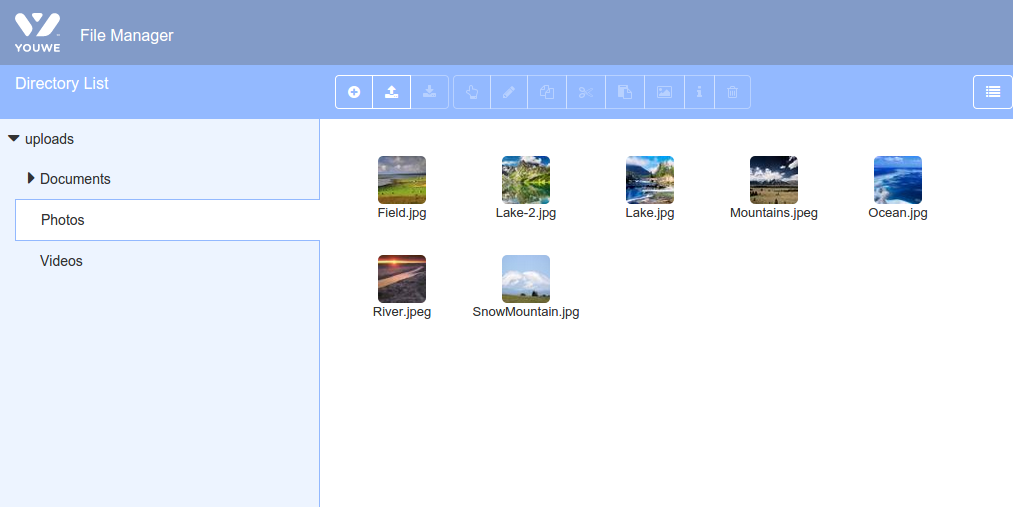 YOUWE
File Manager
Directory List
uploads
Documents
Photos
Videos
Field.jpg
Lake-2.jpg
Lake.jpg
Mountains.jpeg
Ocean.jpg
River.jpeg
SnowMountain.jpg